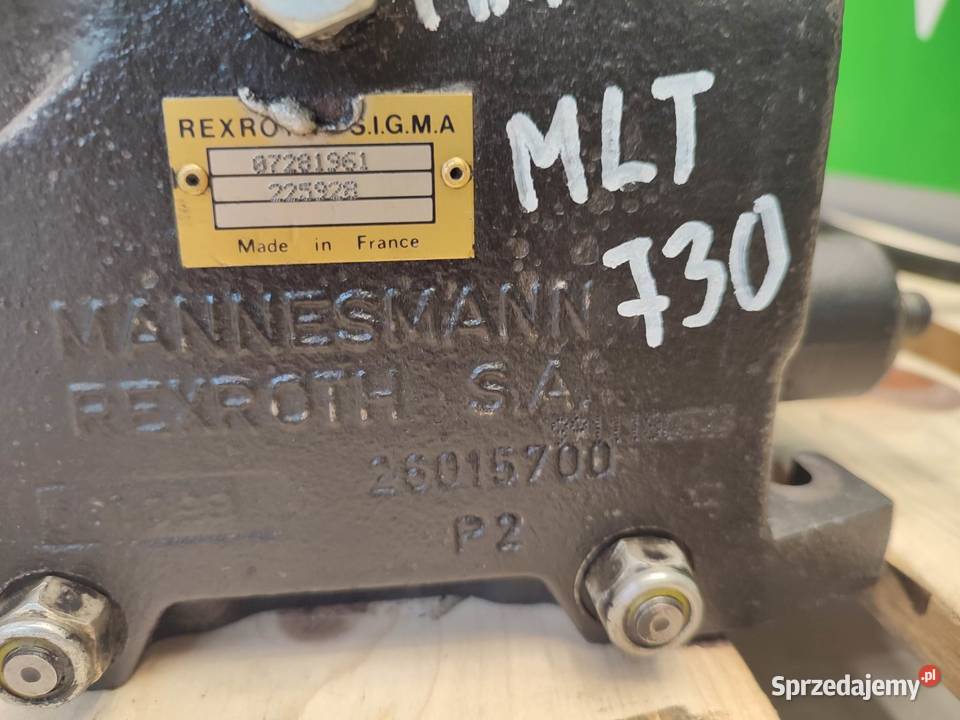 REXROTH S.I.G.M.A
07281961
225928
Made in France
MLT
730
MANNESMANN
REXROTH S.A.
26015700
P2
Sprzedajemy.pl